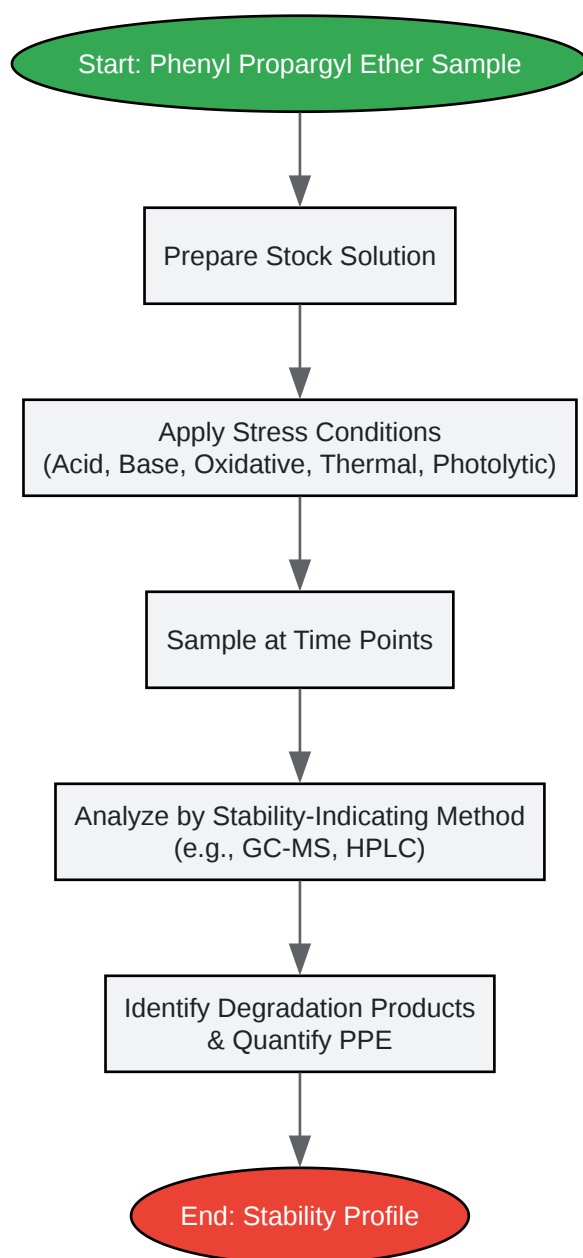 Start: Phenyl Propargyl Ether Sample
Prepare Stock Solution
Apply Stress Conditions
(Acid, Base, Oxidative, Thermal, Photolytic)
Sample at Time Points
Analyze by Stability-Indicating Method
(e.g., GC-MS, HPLC)
Identify Degradation Products
& Quantify PPE
End: Stability Profile